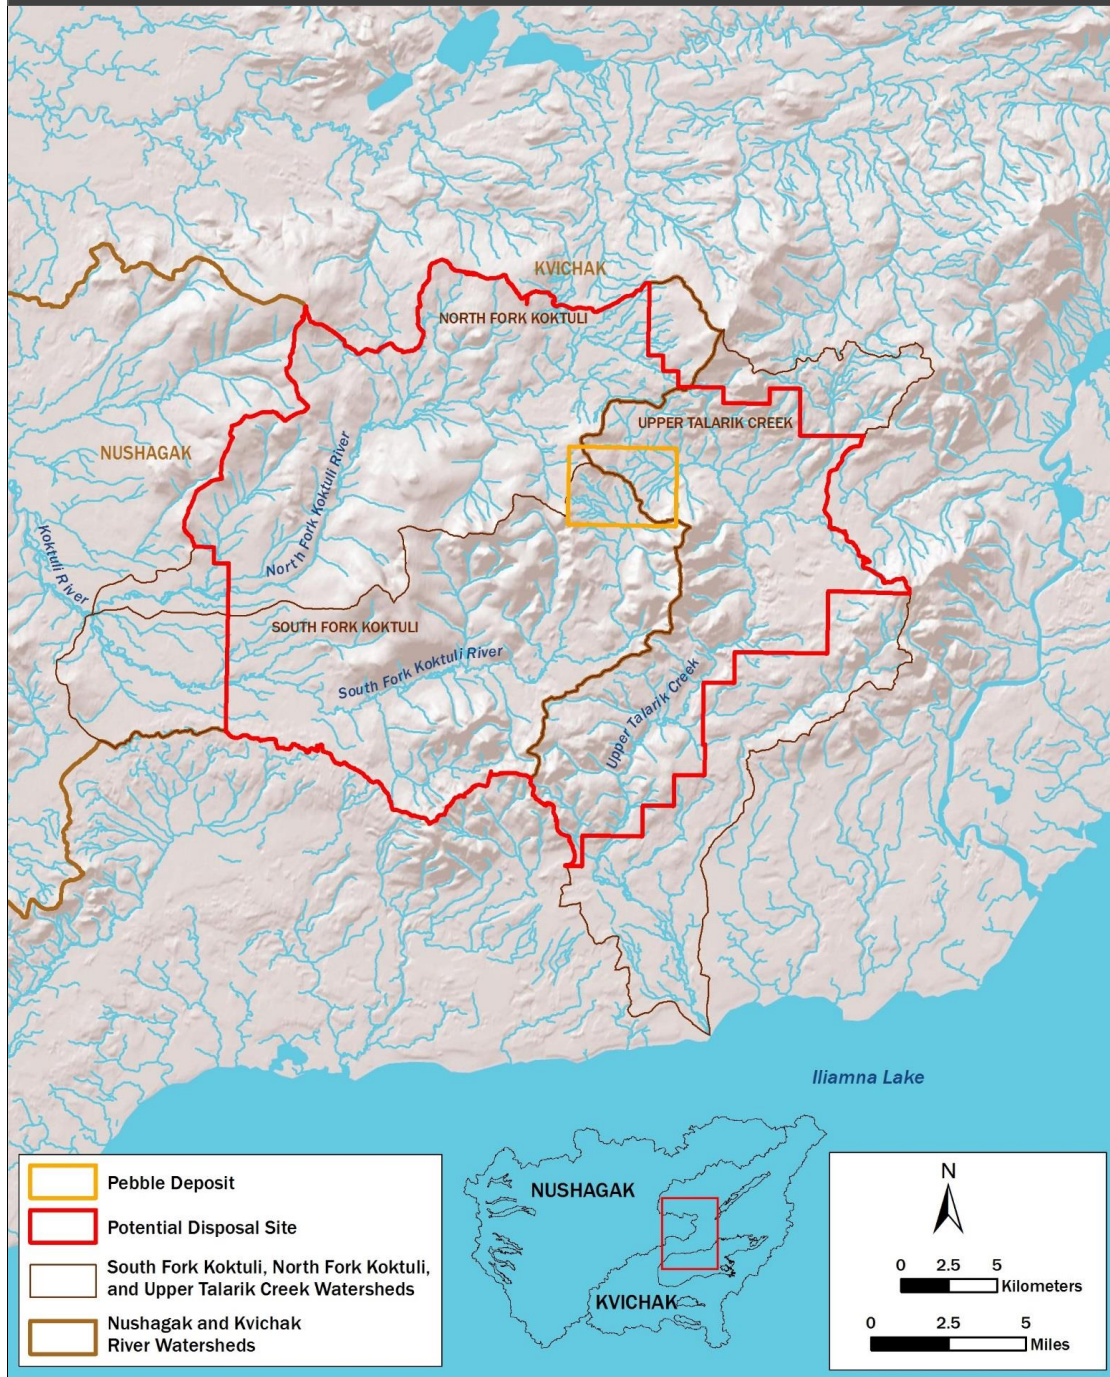 KVICHAK
NORTH FORK KOKTULI
UPPER TALARIK CREEK
NUSHAGAK
North Fork Koktuli River
Koktuli River
SOUTH FORK KOKTULI
South Fork Koktuli River
Upper Talarik Creek
Iliamna Lake
Pebble Deposit
Potential Disposal Site
South Fork Koktuli, North Fork Koktuli,
and Upper Talarik Creek Watersheds
Nushagak and Kvichak
River Watersheds
NUSHAGAK
KVICHAK
N
0 2.5 5
Kilometers
0 2.5 5
Miles